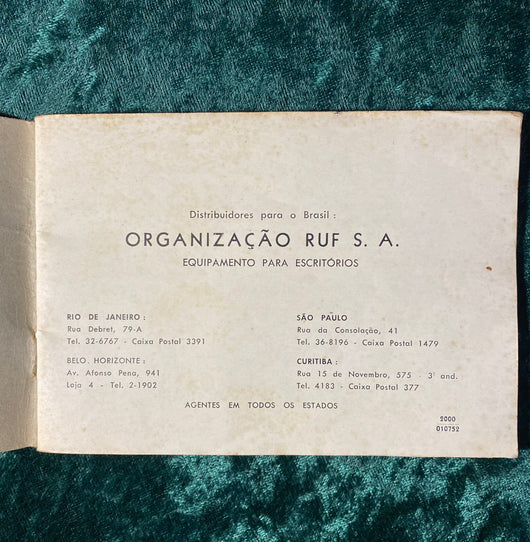 Distribuidores para o Brasil :
ORGANIZAÇÃO RUF S. A.
EQUIPAMENTO PARA ESCRITÓRIOS
RIO DE JANEIRO :
Rua Debret, 79-A
Tel. 32-6767 - Caixa Postal 3391
BELO. HORIZONTE :
Av. Afonso Pena, 941
Loja 4 - Tel. 2-1902
SÃO PAULO
Rua da Consolação, 41
Tel. 36-8196 - Caixa Postal 1479
CURITIBA :
Rua 15 de Novembro, 575 - 3º and.
Tel. 4183 - Caixa Postal 377
AGENTES EM TODOS OS ESTADOS
2000
010752